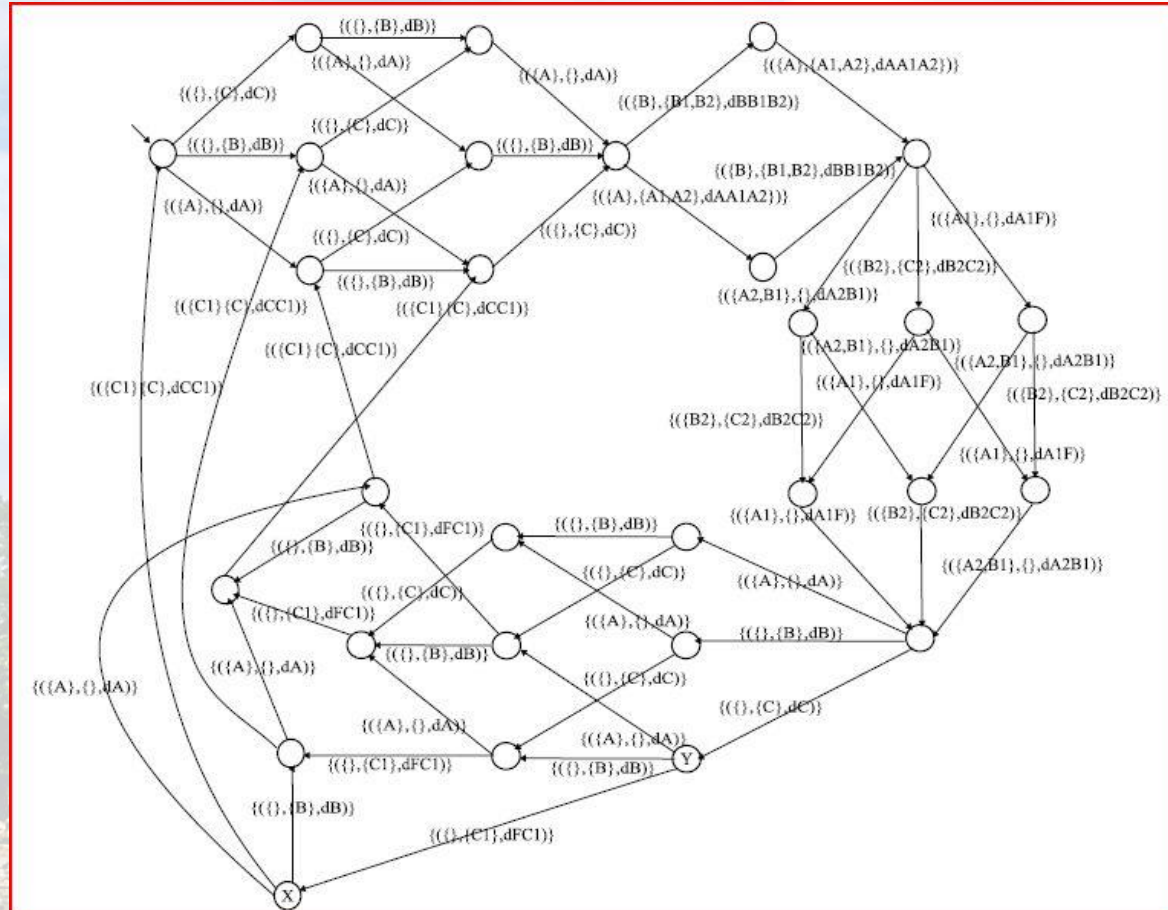 {({},{B},dB)}
{({A},{},dA)}
{({A},{A1,A2},dAA1A2})}
{({},{C},dC)}
{({A},{},dA)}
{({},{C},dC)}
{({B},{B1,B2},dBB1B2)}
{({},{B},dB)}
{({},{B},dB)}
{({B},{B1,B2},dBB1B2)}
{({A},{},dA)}
{({A},{A1,A2},dAA1A2})}
{({A},{},dA)}
{({A1},{},dA1F)}
{({},{C},dC)}
{({},{C},dC)}
{({B2},{C2},dB2C2)}
{({},{B},dB)}
{({A2,B1},{},dA2B1)}
{({C1}{C},dCC1)}
{({C1}{C},dCC1)}
{({C1}{C},dCC1)}
{({A2,B1},{},dA2B1)}
{({A2,B1},{},dA2B1)}
{({C1}{C},dCC1)}
{({A1},{},dA1F)}
{({B2},{C2},dB2C2)}
{({B2},{C2},dB2C2)}
{({A1},{},dA1F)}
{({A1},{},dA1F)}
{({B2},{C2},dB2C2)}
{({},{C1},dFC1)}
{({},{B},dB)}
{({},{B},dB)}
{({},{C},dC)}
{({A2,B1},{},dA2B1)}
{({},{C},dC)}
{({A},{},dA)}
{({},{C1},dFC1)}
{({A},{},dA)}
{({},{B},dB)}
{({},{B},dB)}
{({A},{},dA)}
{({},{C},dC)}
{({A},{},dA)}
{({},{C},dC)}
{({A},{},dA)}
{({A},{},dA)}
Y
{({},{C1},dFC1)}
{({},{B},dB)}
{({},{B},dB)}
{({},{C1},dFC1)}
X